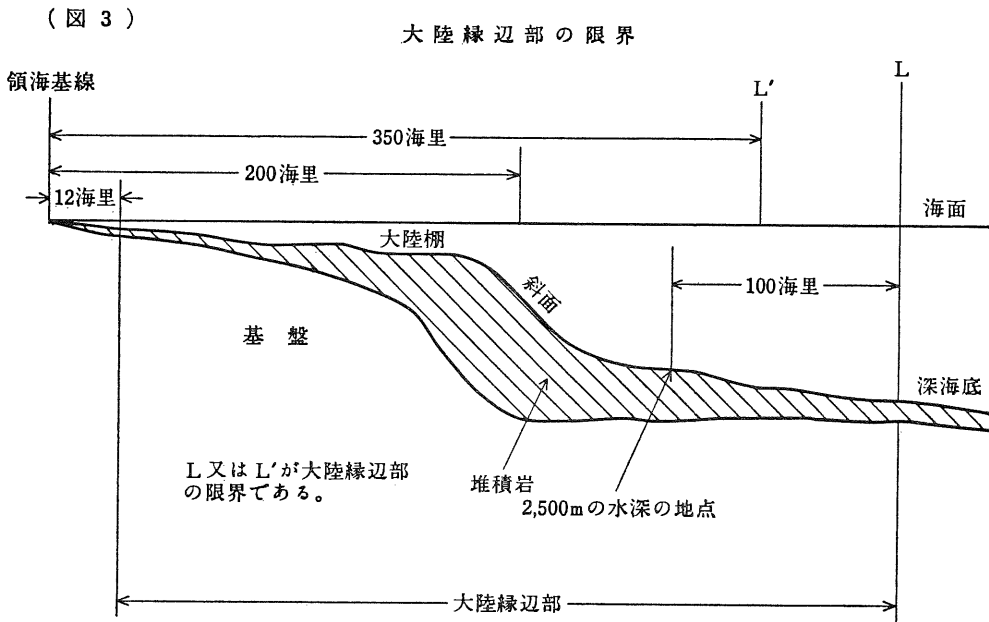 (図 3)
大陸縁辺部の限界
L
領海基線
L′
350海里
200海里
12海里
海面
大陸棚
斜面
100海里
基盤
深海底
L又はL′が大陸縁辺部
の限界である。
堆積岩
2,500mの水深の地点
大陸縁辺部